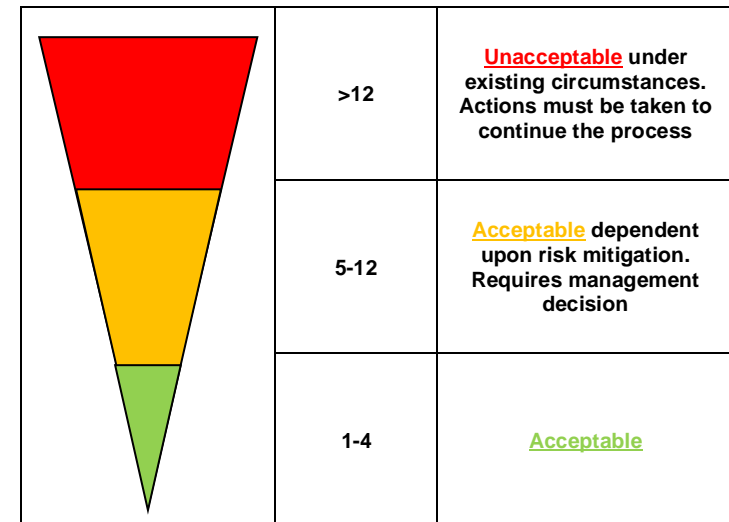 >12
Unacceptable under
existing circumstances.
Actions must be taken to
continue the process
5-12
Acceptable dependent
upon risk mitigation.
Requires management
decision
1-4
Acceptable